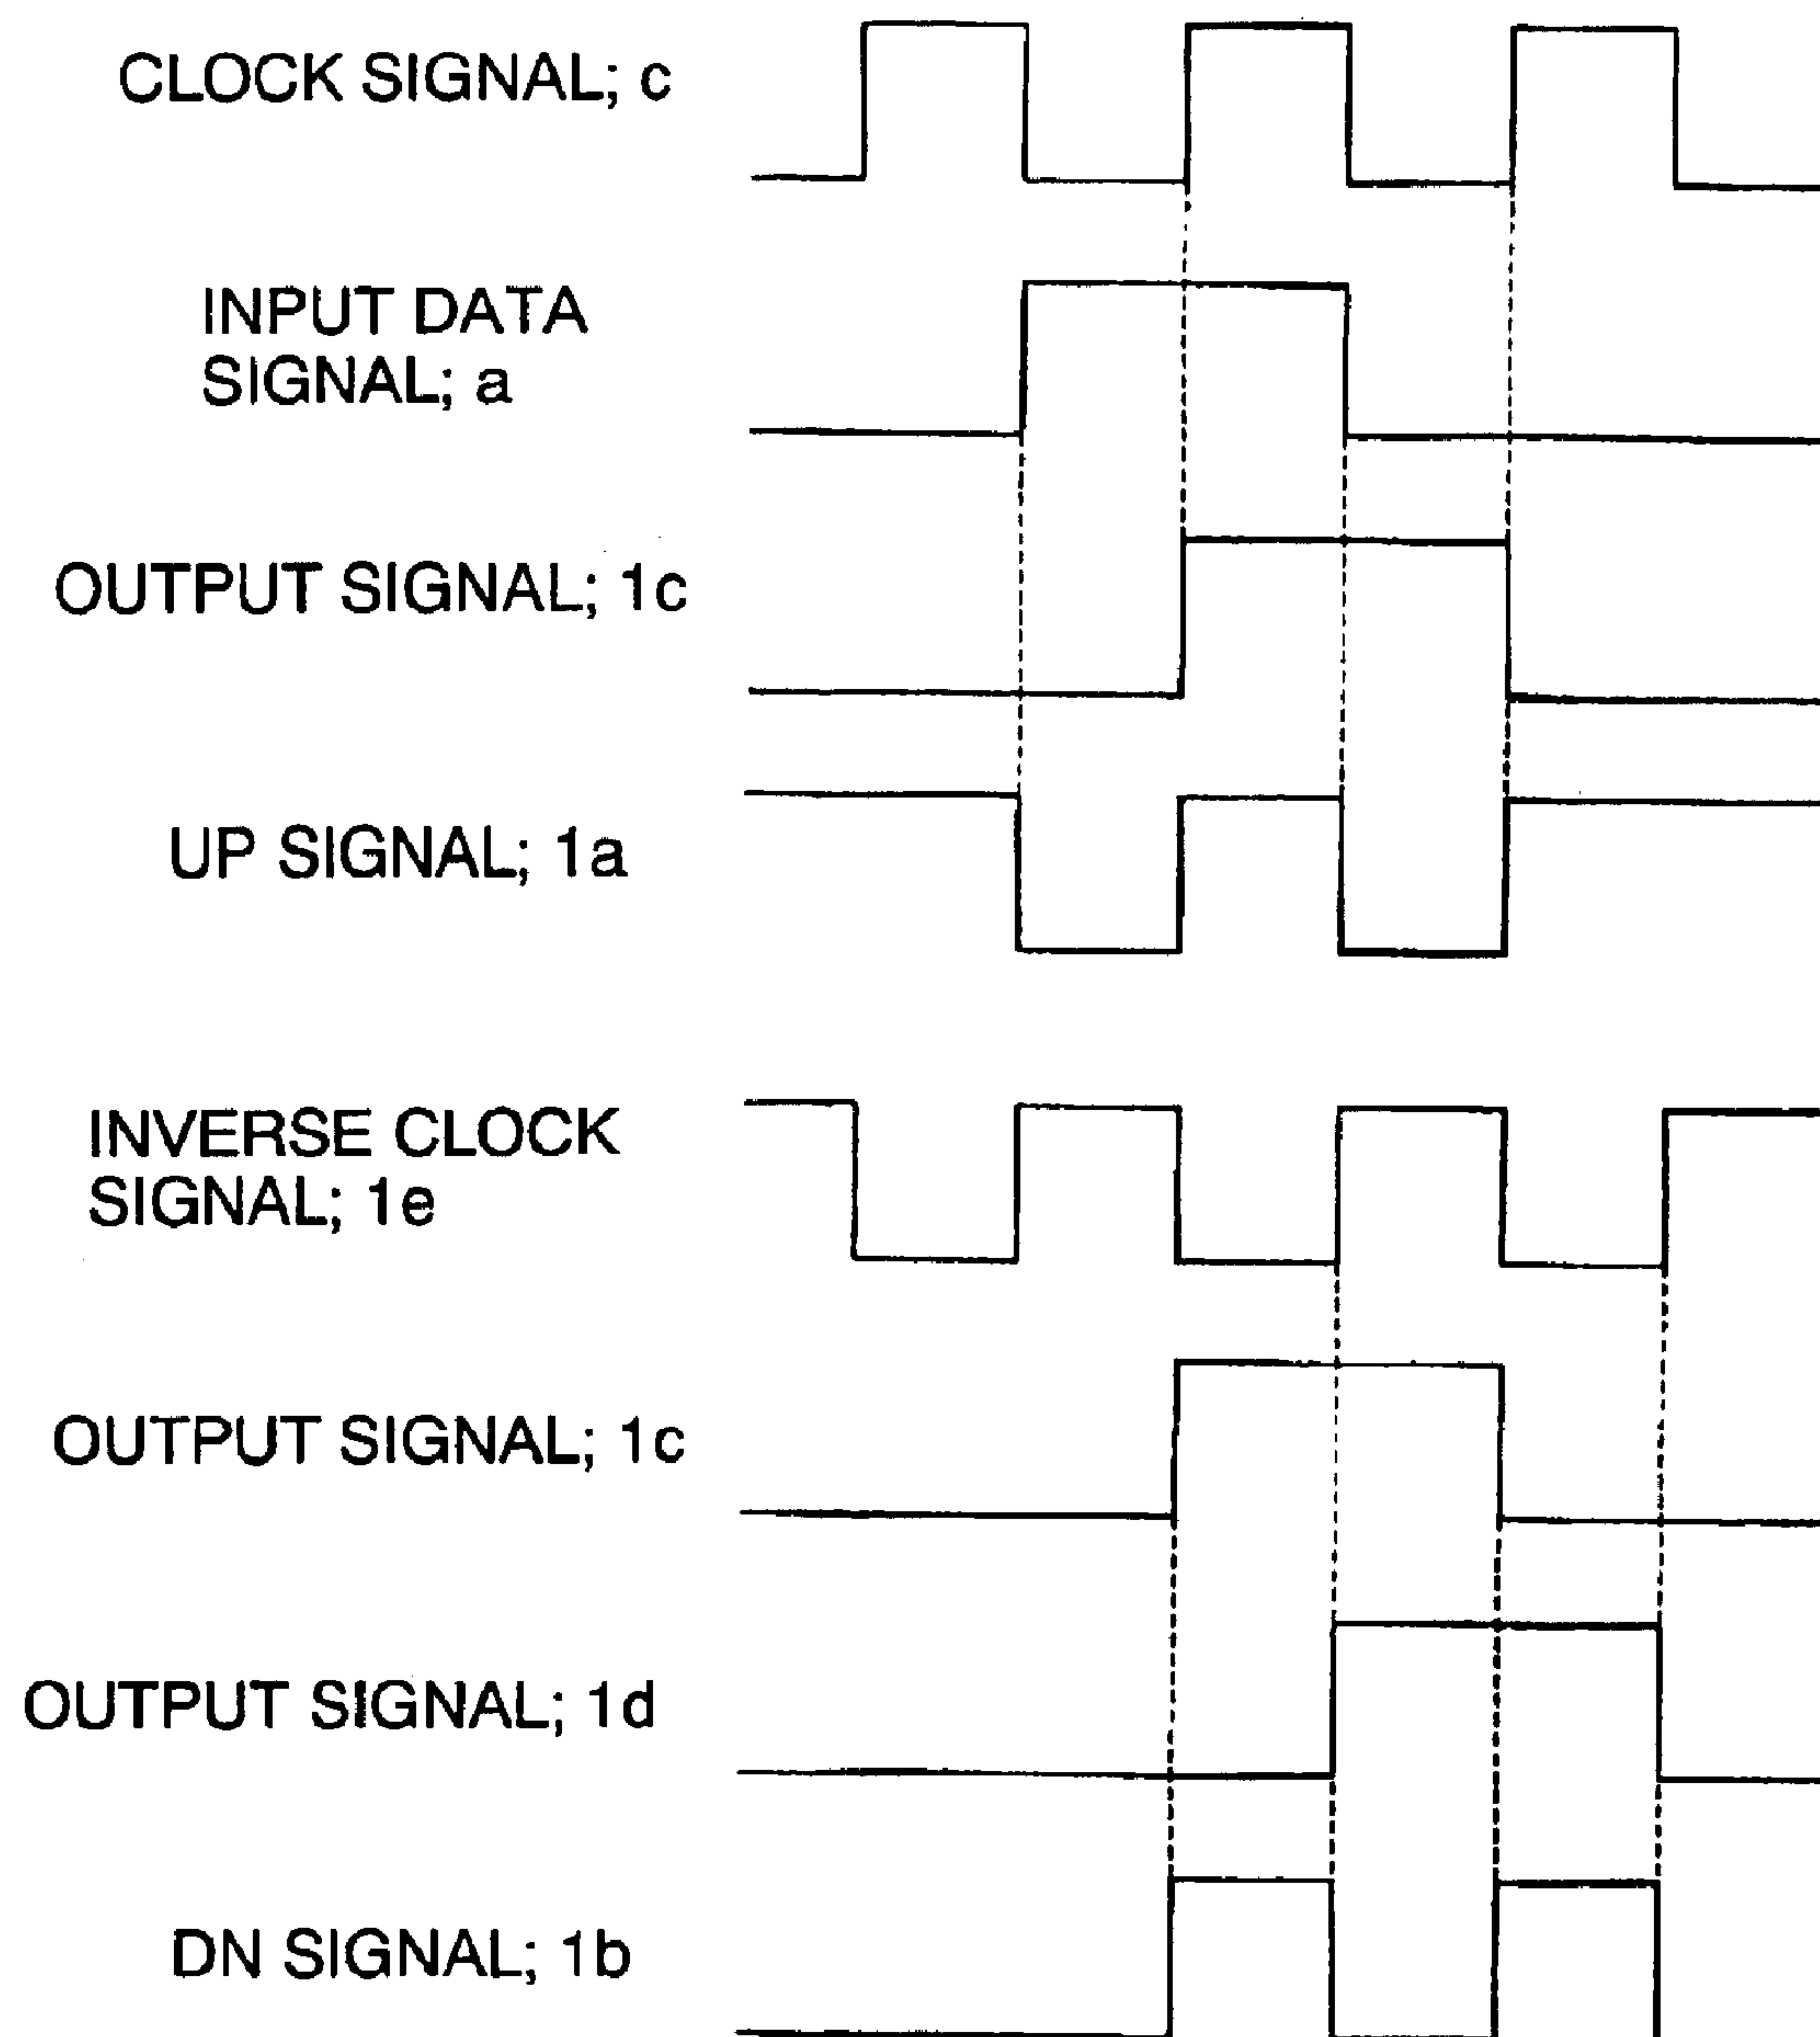 CLOCK SIGNAL; c
INPUT DATA
SIGNAL; a
OUTPUT SIGNAL; 1c
UP SIGNAL; 1a
INVERSE CLOCK
SIGNAL; 1e
OUTPUT SIGNAL; 1c
OUTPUT SIGNAL; 1d
DN SIGNAL; 1b